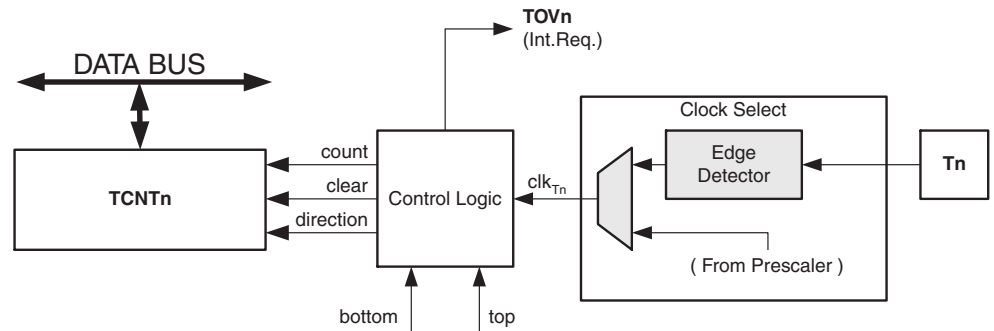 TOVn
(Int.Req.)
DATA BUS
Clock Select
count
Edge
Detector
Tn
TCNTn
clear
Control Logic
clkTn
direction
( From Prescaler )
bottom
top